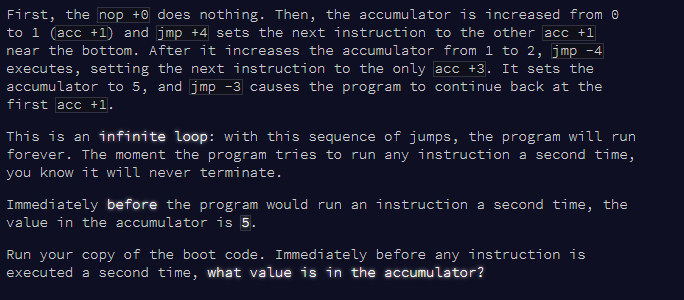 First, the nop +0 does nothing. Then, the accumulator is increased from 0
to 1 (acc +1) and jmp +4 sets the next instruction to the other acc +1
near the bottom. After it increases the accumulator from 1 to 2, jmp -4
executes, setting the next instruction to the only acc +3. It sets the
accumulator to 5, and jmp -3 causes the program to continue back at the
first acc +1.
This is an infinite loop: with this sequence of jumps, the program will run
forever. The moment the program tries to run any instruction a second time,
you know it will never terminate.
Immediately before the program would run an instruction a second time, the
value in the accumulator is 5.
Run your copy of the boot code. Immediately before any instruction is
executed a second time, what value is in the accumulator?